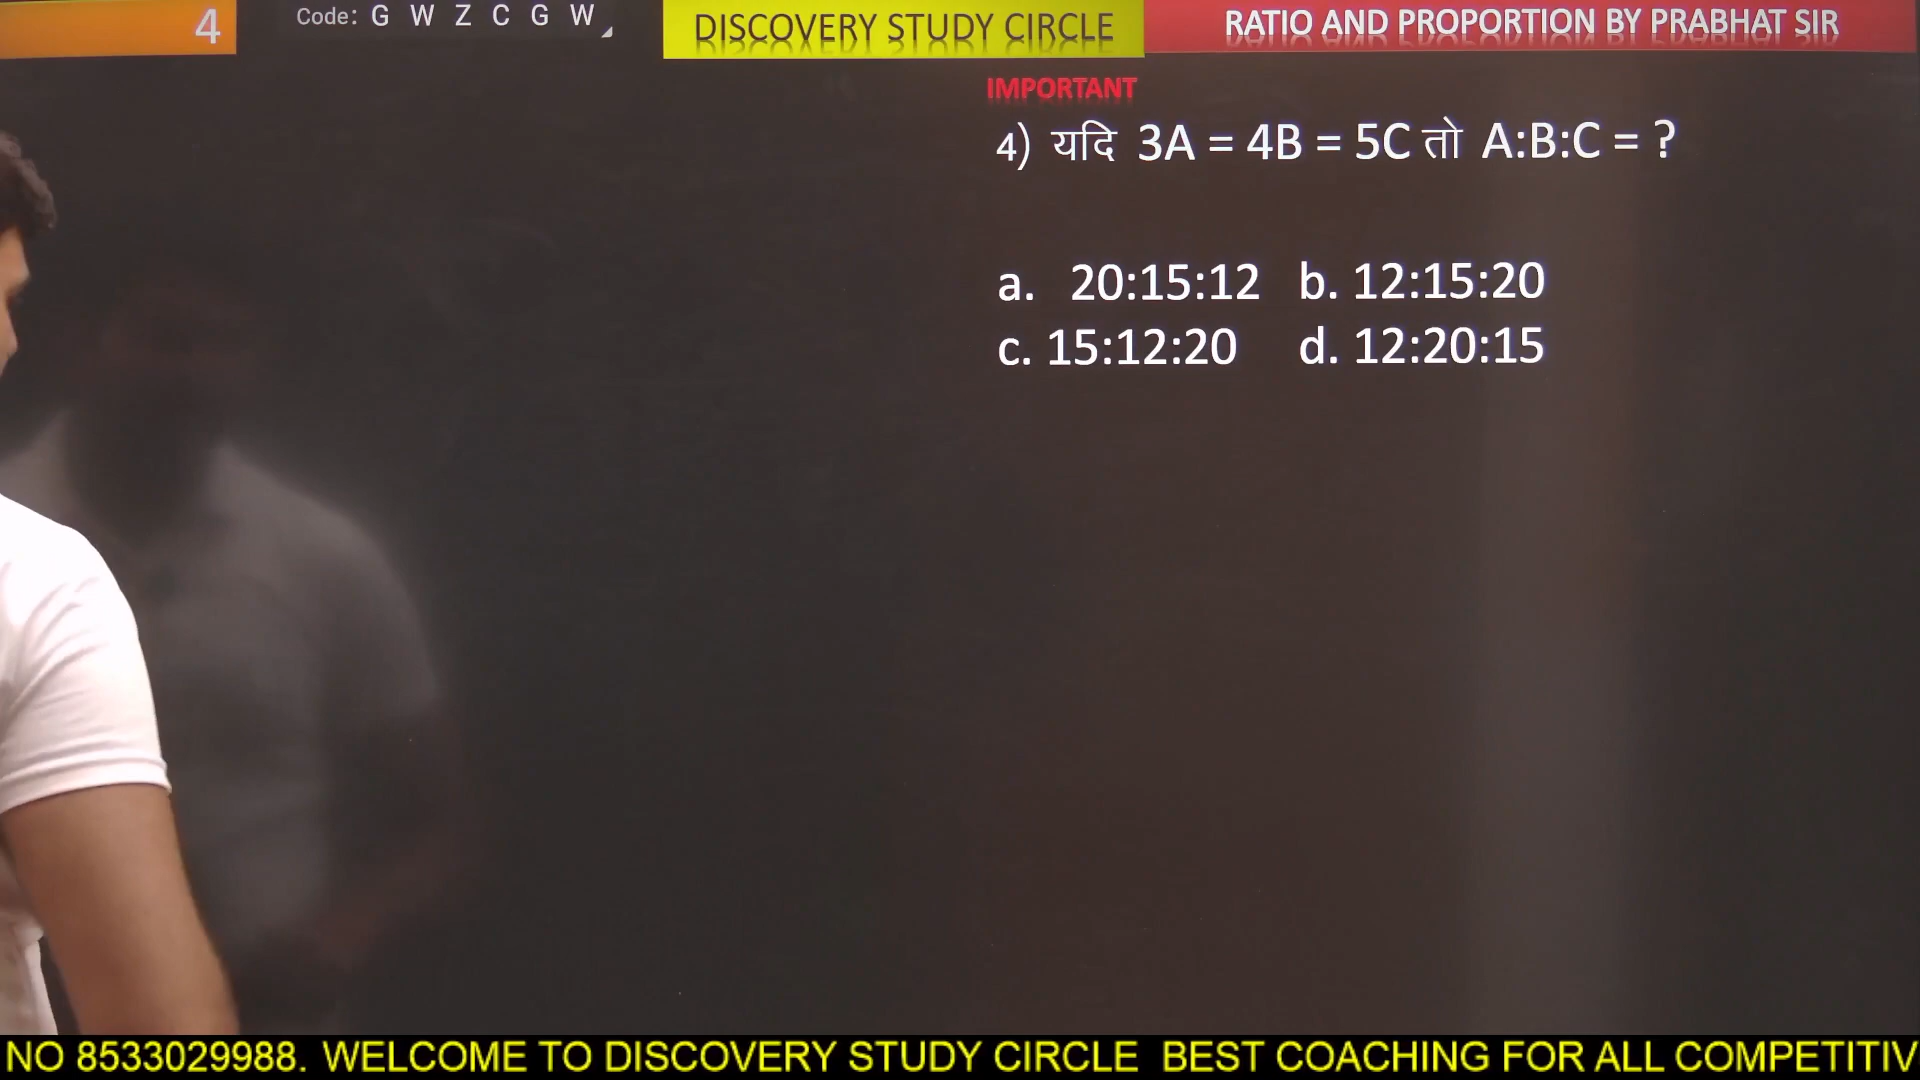 4
Code: G W Z C G W
DISCOVERY STUDY CIRCLE
RATIO AND PROPORTION BY PRABHAT SIR
IMPORTANT
4) यदि 3A = 4B = 5C तो A:B:C = ?
a. 20:15:12 b. 12:15:20
c. 15:12:20 d. 12:20:15
NO 8533029988. WELCOME TO DISCOVERY STUDY CIRCLE BEST COACHING FOR ALL COMPETITIV